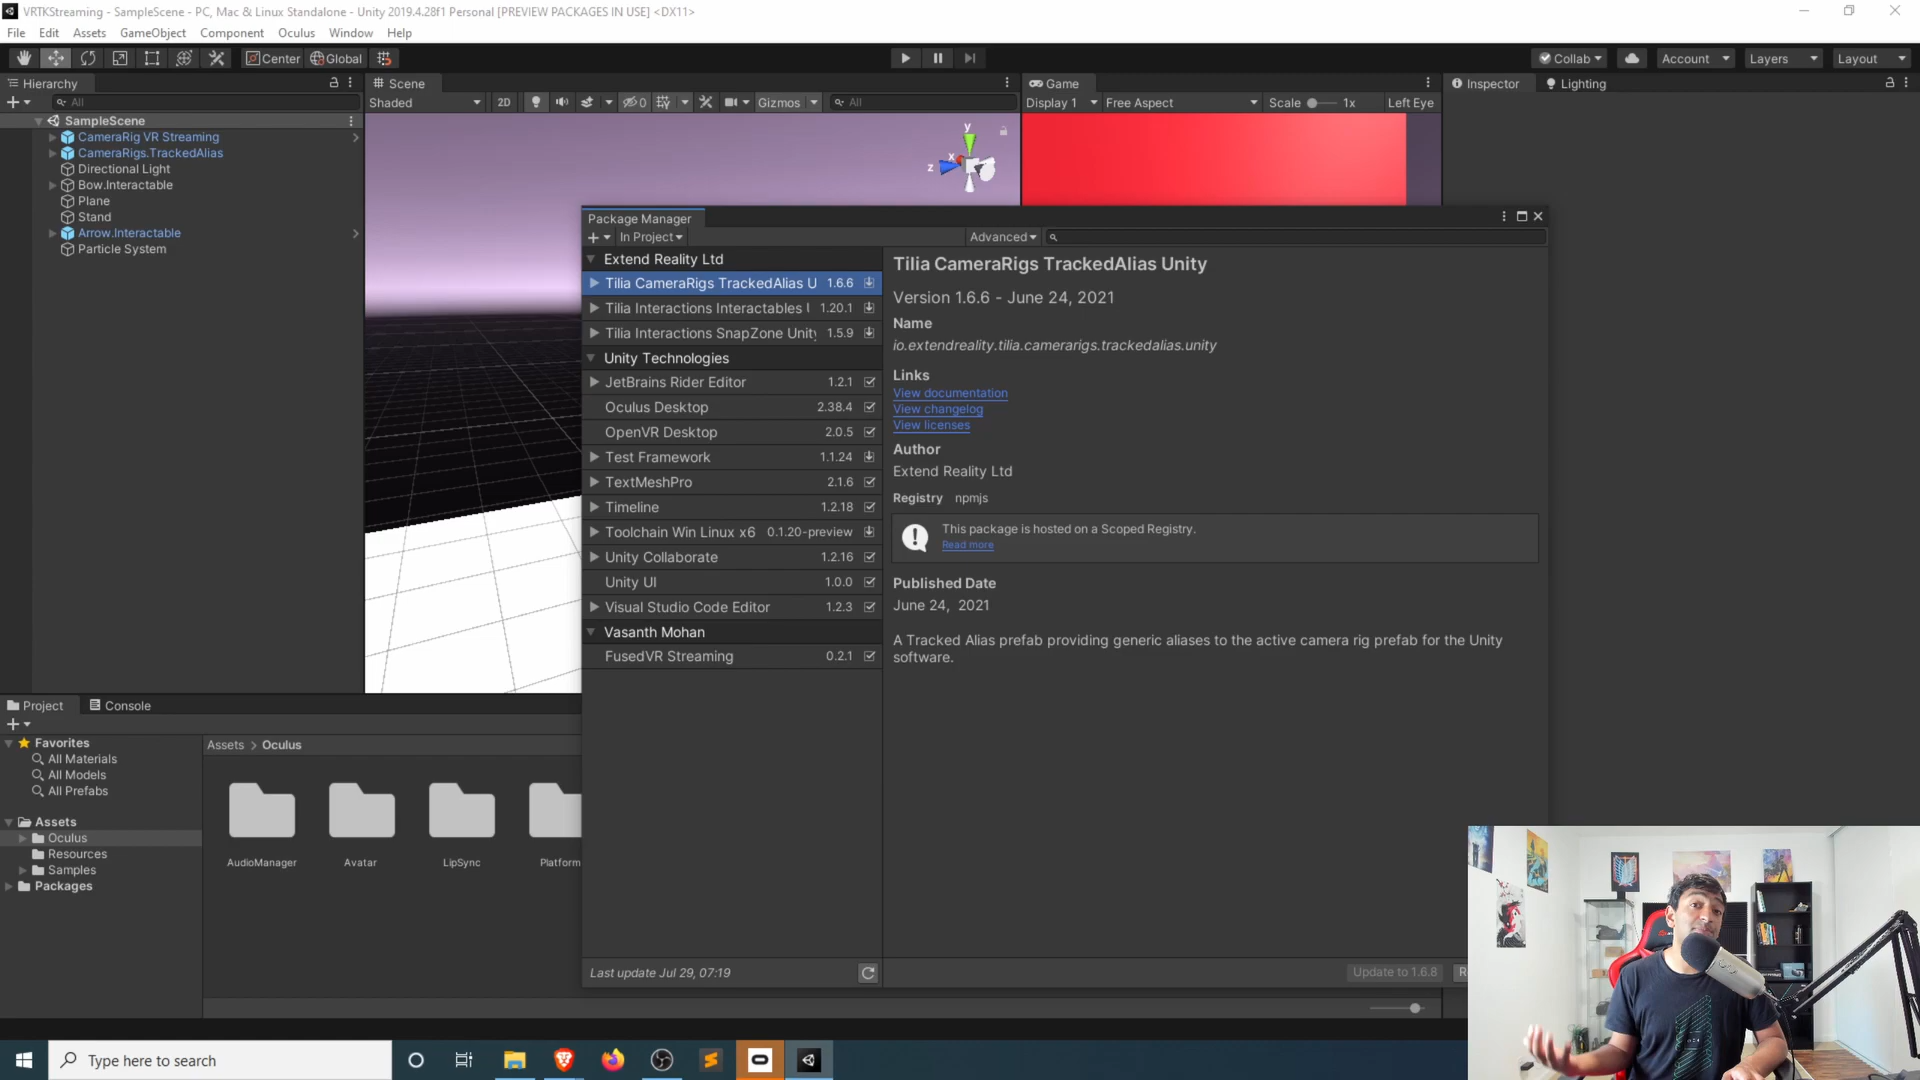 VRTKStreaming - SampleScene - PC, Mac & Linux Standalone - Unity 2019.4.28f1 Personal [PREVIEW PACKAGES IN USE] <DX11>
File Edit Assets GameObject Component Oculus Window Help
Center Global Collab Account Layers Layout
Hierarchy
All
SampleScene
CameraRig VR Streaming
CameraRigs.TrackedAlias
Directional Light
Bow.Interactable
Plane
Stand
Arrow.Interactable
Particle System
Scene
Shaded 2D 0 Gizmos All
y
x
z
Game
Display 1 Free Aspect Scale 1x Left Eye
Inspector Lighting
Package Manager
In Project Advanced
Extend Reality Ltd
Tilia CameraRigs TrackedAlias U 1.6.6
Tilia Interactions Interactables 1.20.1
Tilia Interactions SnapZone Unity 1.5.9
Unity Technologies
JetBrains Rider Editor 1.2.1
Oculus Desktop 2.38.4
OpenVR Desktop 2.0.5
Test Framework 1.1.24
TextMeshPro 2.1.6
Timeline 1.2.18
Toolchain Win Linux x6 0.1.20-preview
Unity Collaborate 1.2.16
Unity UI 1.0.0
Visual Studio Code Editor 1.2.3
Vasanth Mohan
FusedVR Streaming 0.2.1
Last update Jul 29, 07:19
Tilia CameraRigs TrackedAlias Unity
Version 1.6.6 - June 24, 2021
Name
io.extendreality.tilia.camerarigs.trackedalias.unity
Links
View documentation
View changelog
View licenses
Author
Extend Reality Ltd
Registry npmjs
This package is hosted on a Scoped Registry.
Read more
Published Date
June 24, 2021
A Tracked Alias prefab providing generic aliases to the active camera rig prefab for the Unity
software.
Update to 1.6.8 R
Project Console
Favorites
All Materials
All Models
All Prefabs
Assets
Oculus
Resources
Samples
Packages
Assets > Oculus
AudioManager Avatar LipSync Platform
Type here to search